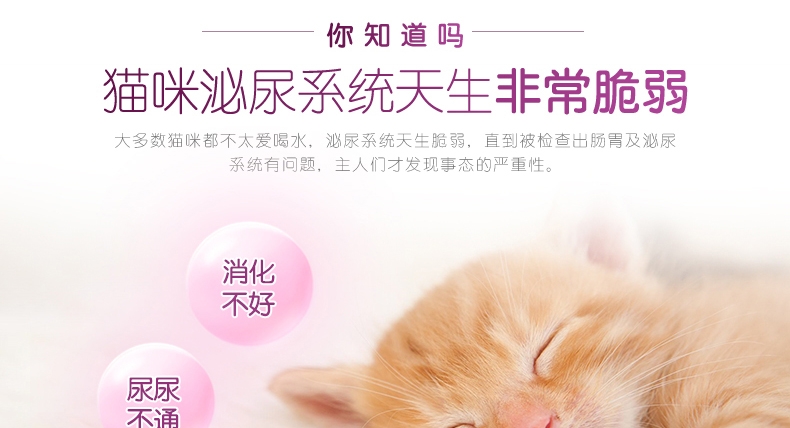 你知道吗
猫咪泌尿系统天生非常脆弱
大多数猫咪都不太爱喝水，泌尿系统天生脆弱，直到被检查出肠胃及泌尿
系统有问题，主人们才发现事态的严重性。
消化
不好
尿尿
不通